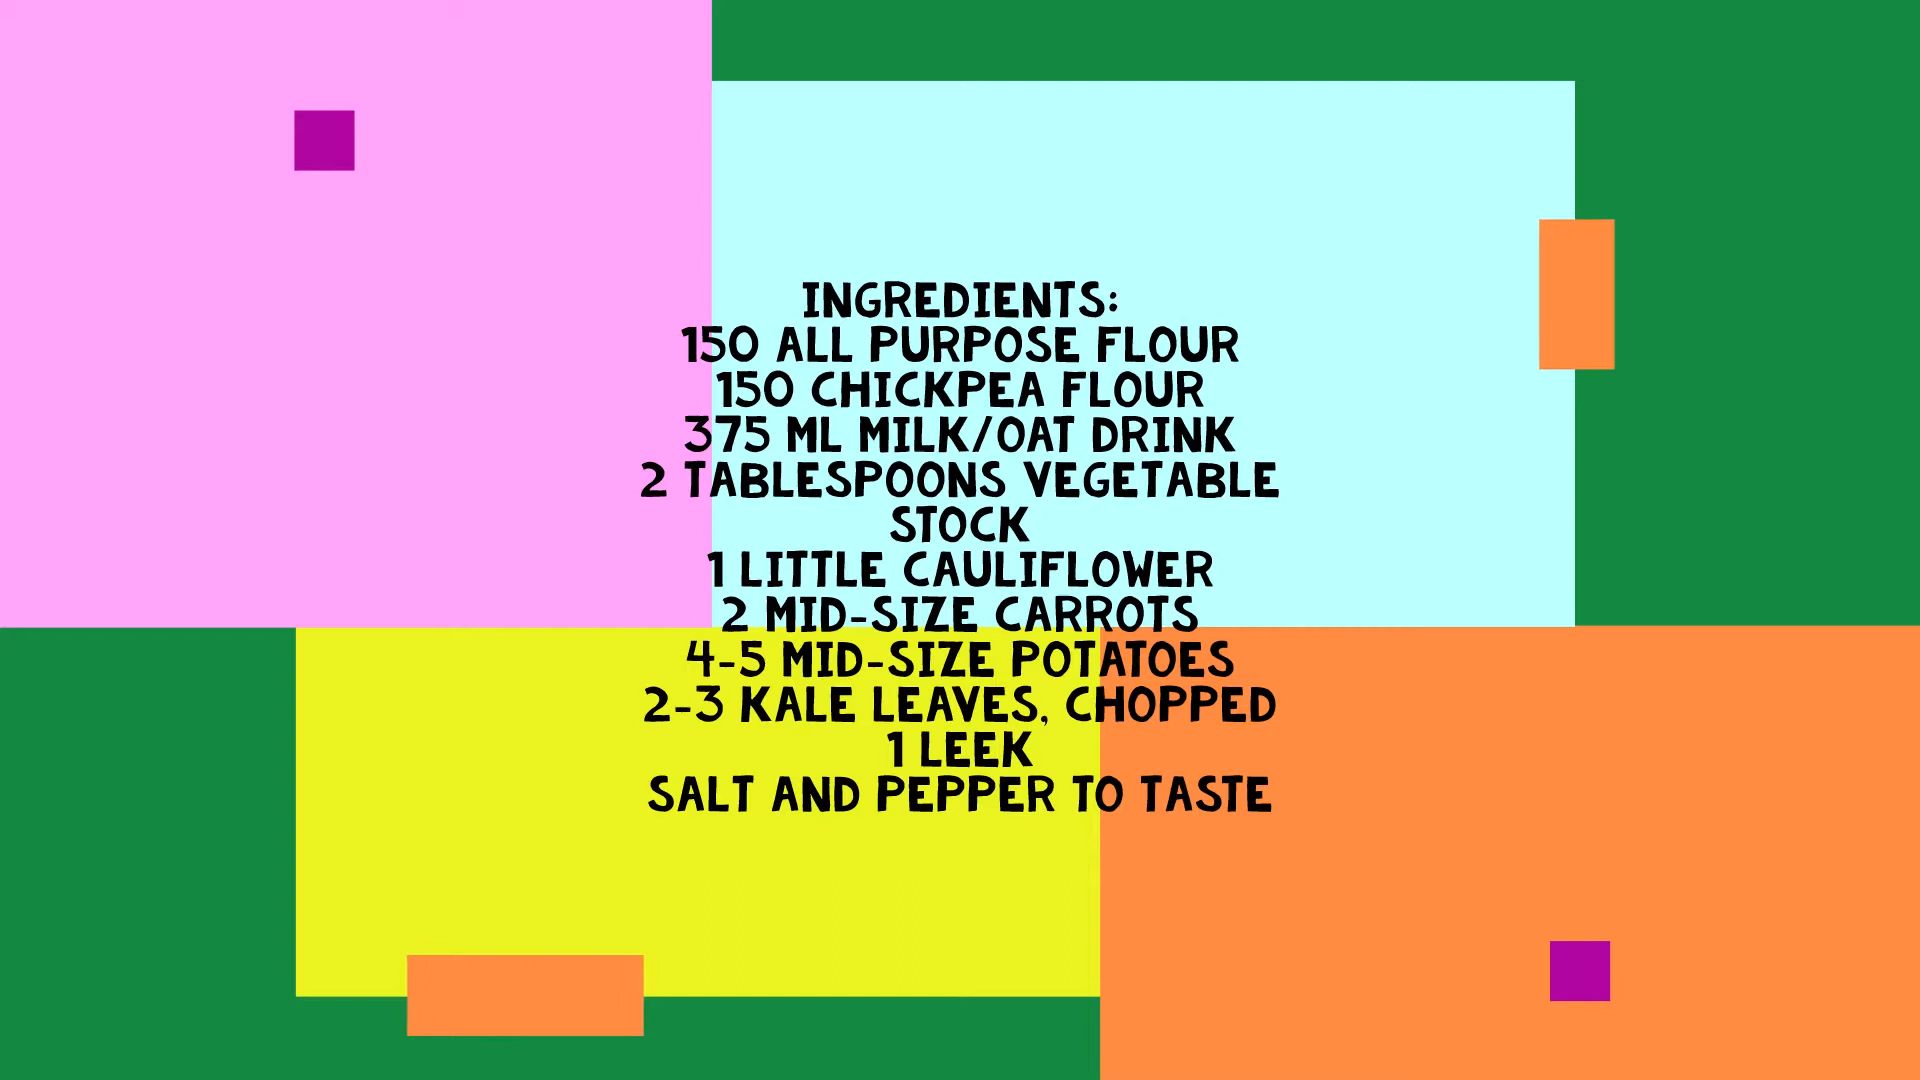 INGREDIENTS:
150 ALL PURPOSE FLOUR
150 CHICKPEA FLOUR
375 ML MILK/OAT DRINK
2 TABLESPOONS VEGETABLE
STOCK
1 LITTLE CAULIFLOWER
2 MID-SIZE CARROTS
4-5 MID-SIZE POTATOES
2-3 KALE LEAVES, CHOPPED
1 LEEK
SALT AND PEPPER TO TASTE